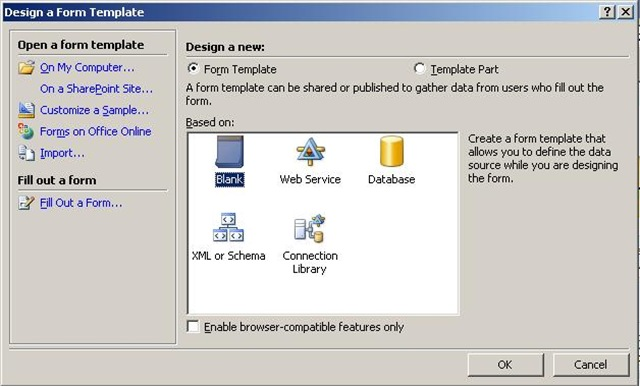 Design a Form Template
Open a form template
On My Computer...
On a SharePoint Site...
Customize a Sample...
Forms on Office Online
Import...
Fill out a form
Fill Out a Form...
Design a new:
Form Template
Template Part
A form template can be shared or published to gather data from users who fill out the
form.
Based on:
Blank
Web Service
Database
XML or Schema
Connection
Library
Create a form template that
allows you to define the data
source while you are designing
the form.
Enable browser-compatible features only
OK
Cancel